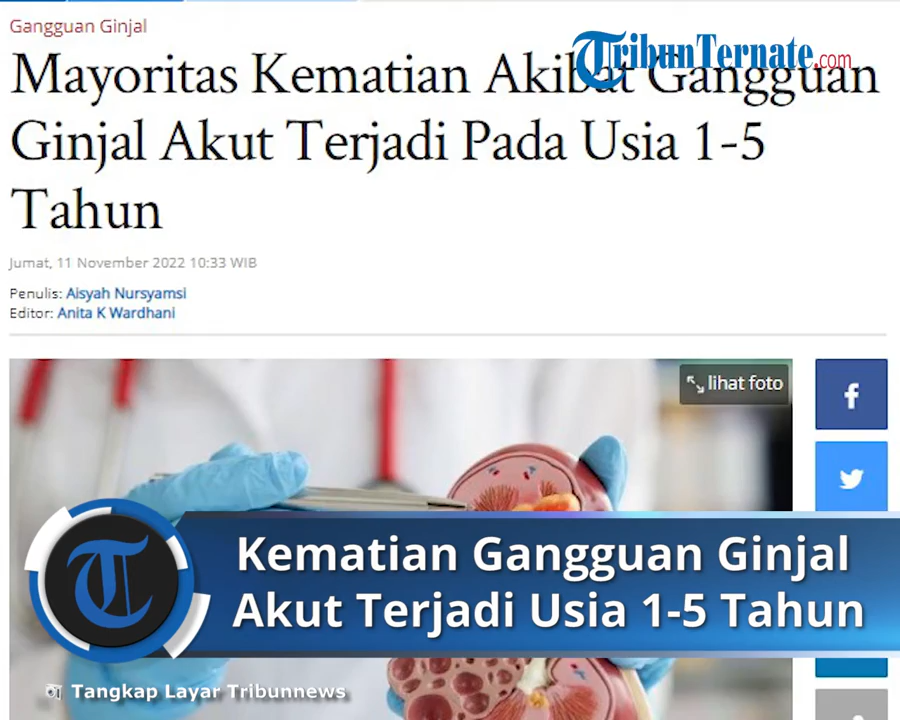 Gangguan Ginjal
TribunTernate.com
Mayoritas Kematian Akibat Gangguan
Ginjal Akut Terjadi Pada Usia 1-5
Tahun
Jumat, 11 November 2022 10:33 WIB
Penulis: Aisyah Nursyamsi
Editor: Anita K Wardhani
lihat foto
f
Kematian Gangguan Ginjal
Akut Terjadi Usia 1-5 Tahun
T
Tangkap Layar Tribunnews